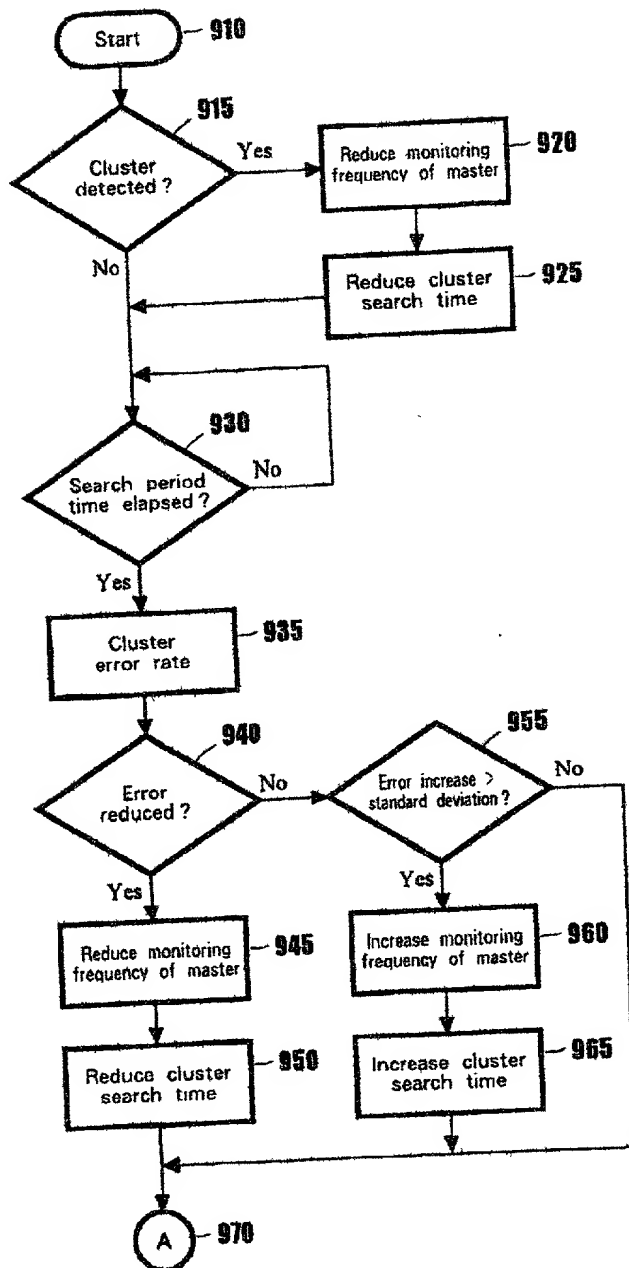 Start
910
915
Cluster
detected ?
Yes
No
Reduce monitoring
frequency of master
920
Reduce cluster
search time
925
930
Search period
time elapsed ?
No
Yes
Cluster
error rate
935
940
Error
reduced ?
No
Yes
955
Error increase >
standard deviation ?
No
Yes
Reduce monitoring
frequency of master
945
Increase monitoring
frequency of master
960
Reduce cluster
search time
950
Increase cluster
search time
965
A
970